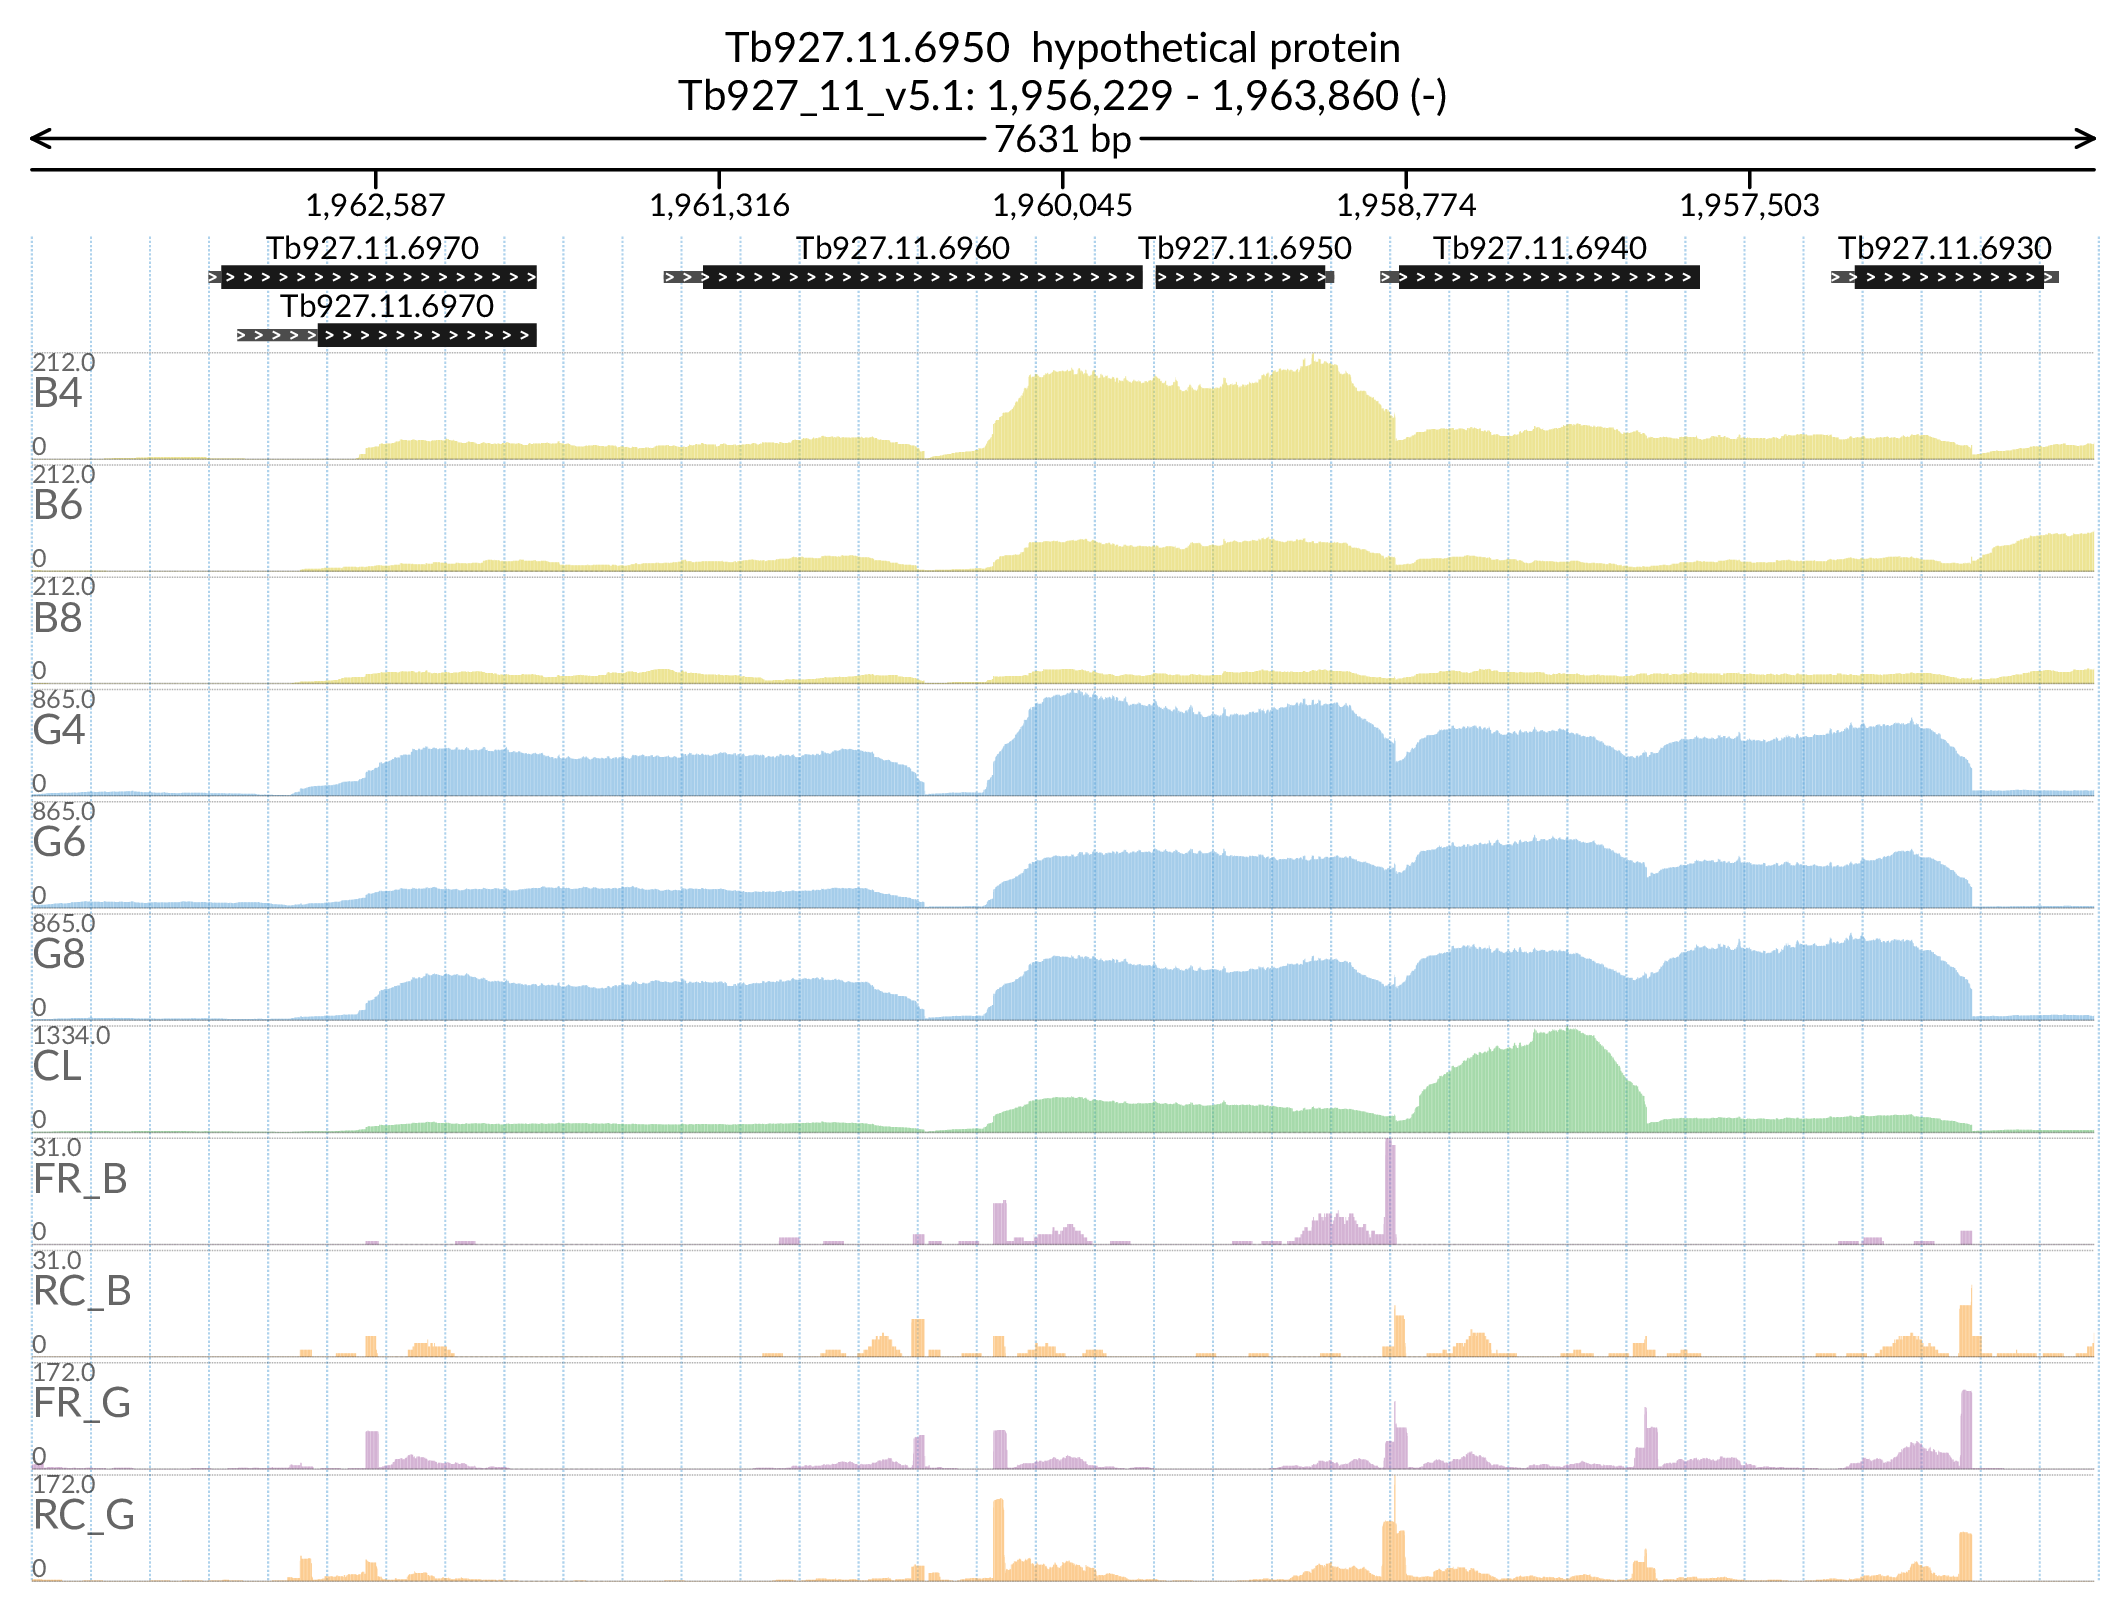 Tb927.11.6950 hypothetical protein
Tb927_11_v5.1: 1,956,229 - 1,963,860 (-)
7631 bp
1,962,587 1,961,316 1,960,045 1,958,774 1,957,503
Tb927.11.6970 Tb927.11.6960 Tb927.11.6950 Tb927.11.6940 Tb927.11.6930
Tb927.11.6970
212.0
B4
0
212.0
B6
0
212.0
B8
0
865.0
G4
0
865.0
G6
0
865.0
G8
0
1334.0
CL
0
31.0
FR_B
0
31.0
RC_B
0
172.0
FR_G
0
172.0
RC_G
0